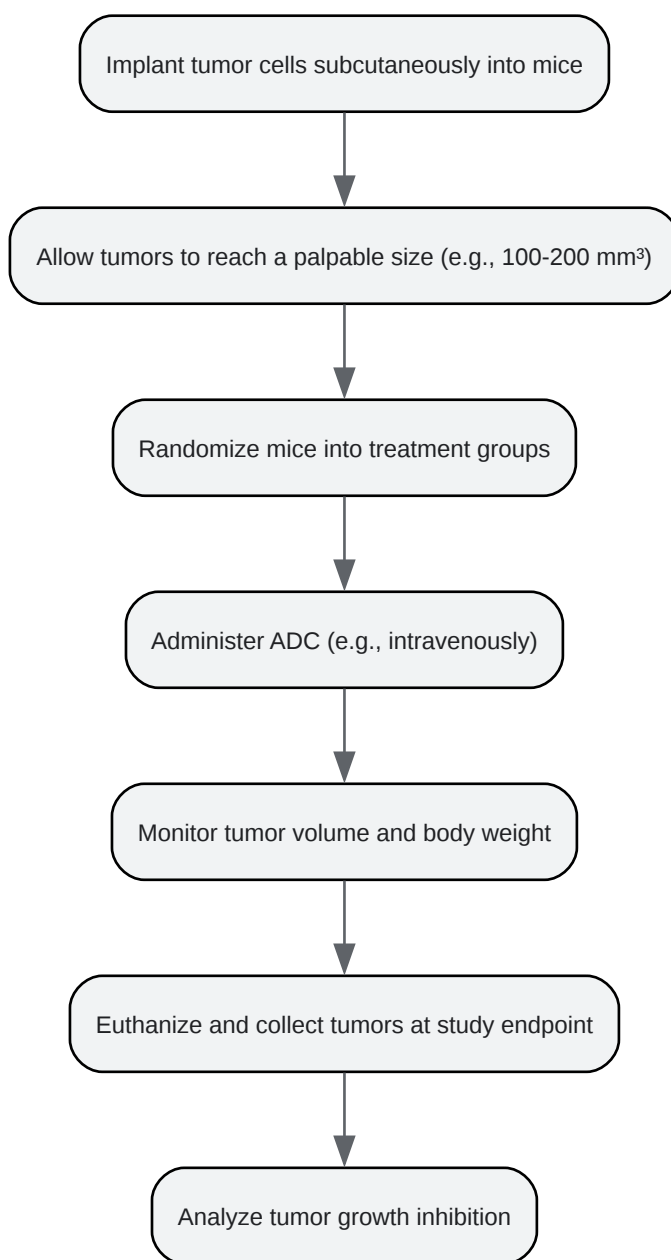 Implant tumor cells subcutaneously into mice
Allow tumors to reach a palpable size (e.g., 100-200 mm³)
Randomize mice into treatment groups
Administer ADC (e.g., intravenously)
Monitor tumor volume and body weight
Euthanize and collect tumors at study endpoint
Analyze tumor growth inhibition